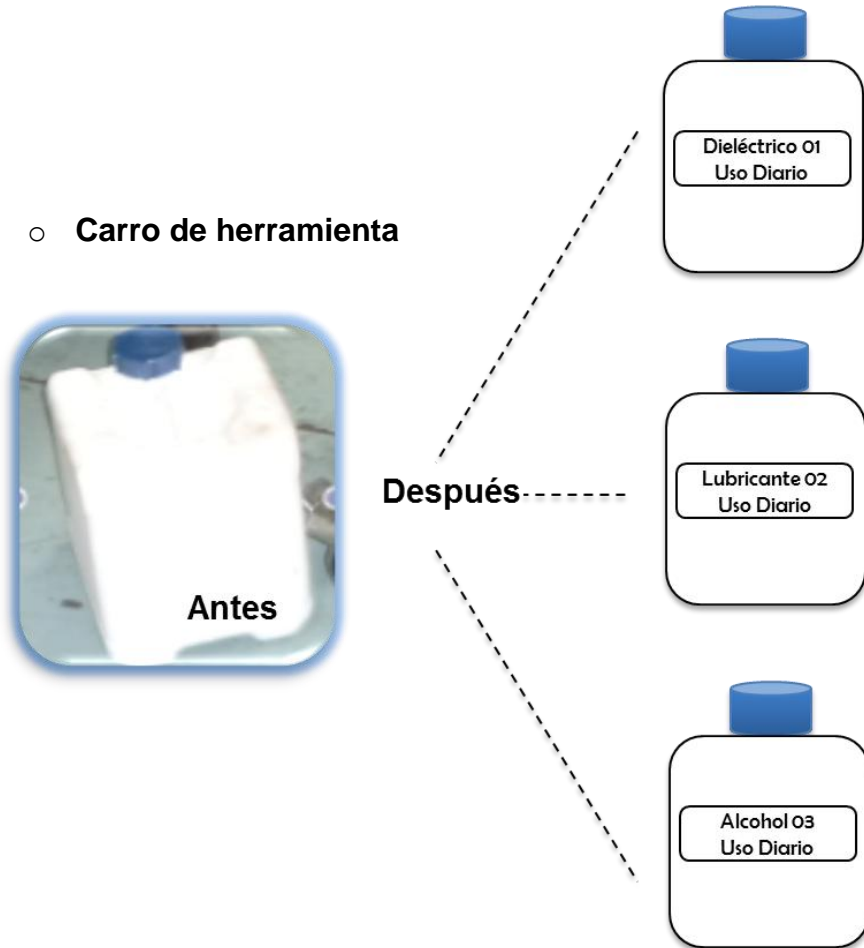 Dieléctrico 01
Uso Diario
Carro de herramienta
Antes
Después
Lubricante 02
Uso Diario
Alcohol 03
Uso Diario